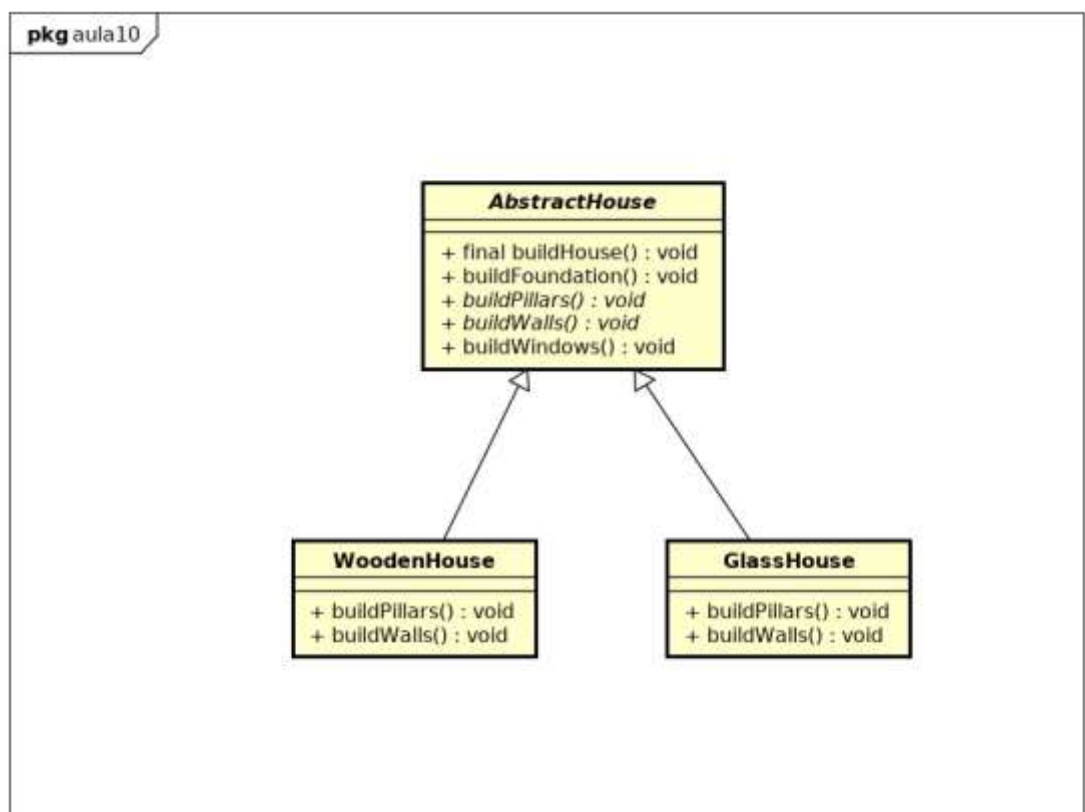 pkg aula10
AbstractHouse
+ final buildHouse() : void
+ buildFoundation() : void
+ buildPillars() : void
+ buildWalls() : void
+ buildWindows() : void
WoodenHouse
+ buildPillars() : void
+ buildWalls() : void
GlassHouse
+ buildPillars() : void
+ buildWalls() : void